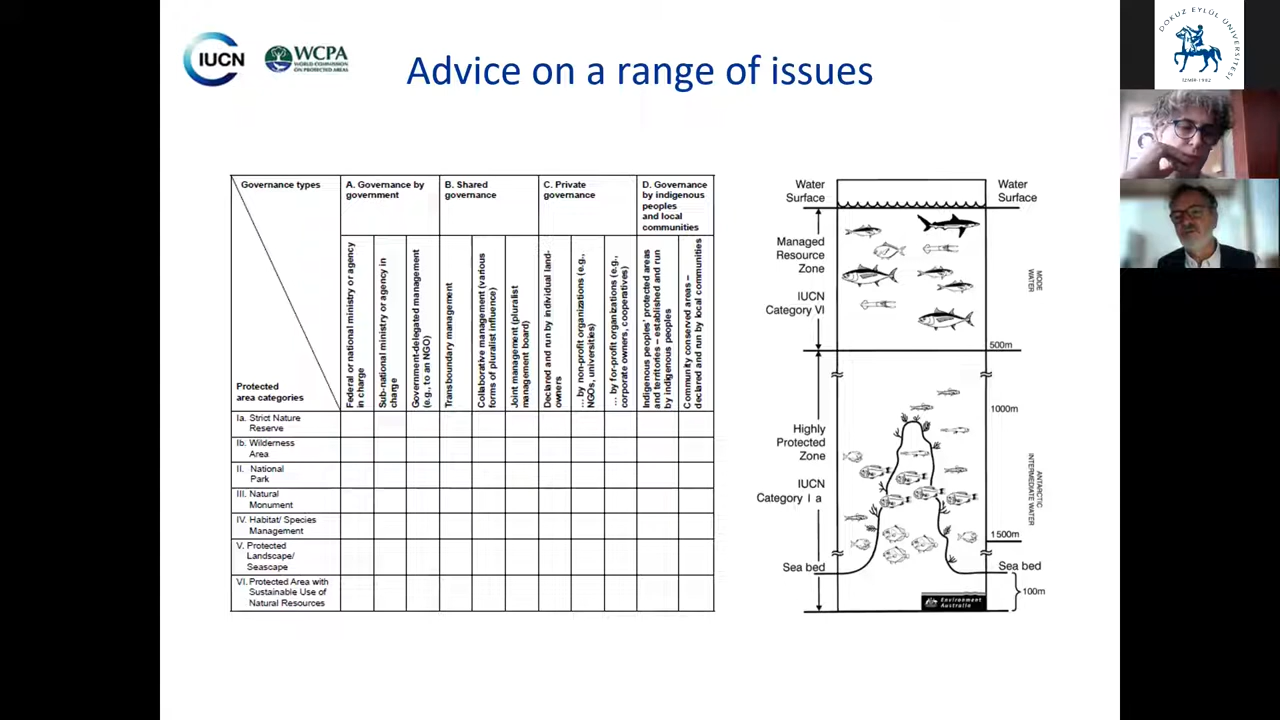 IUCN
WCPA
WORLD COMMISSION
ON PROTECTED AREAS
Advice on a range of issues
DOKUZ EYLÜL ÜNİVERSİTESİ
İZMİR-1982
Governance types
Protected
area categories
A. Governance by
government
B. Shared
governance
C. Private
governance
D. Governance
by indigenous
peoples
and local
communities
Federal or national ministry or agency
in charge
Sub-national ministry or agency in
charge
Government-delegated management
(e.g., to an NGO)
Transboundary management
Collaborative management (various
forms of pluralist influence)
Joint management (pluralist
management board)
Declared and run by individual land-
owners
... by non-profit organizations (e.g.,
NGOs, universities)
... by for-profit organizations (e.g.,
corporate owners, cooperatives)
Indigenous peoples' protected areas
and territories – established and run
by indigenous peoples
Community conserved areas –
declared and run by local communities
Ia. Strict Nature
Reserve
Ib. Wilderness
Area
II. National
Park
III. Natural
Monument
IV. Habitat/ Species
Management
V. Protected
Landscape/
Seascape
VI. Protected Area with
Sustainable Use of
Natural Resources
Water
Surface
Water
Surface
Managed
Resource
Zone
IUCN
Category VI
MODE
WATER
500m
1000m
Highly
Protected
Zone
IUCN
Category I a
ANTARCTIC
INTERMEDIATE WATER
1500m
Sea bed
Sea bed
100m
Environment
Australia